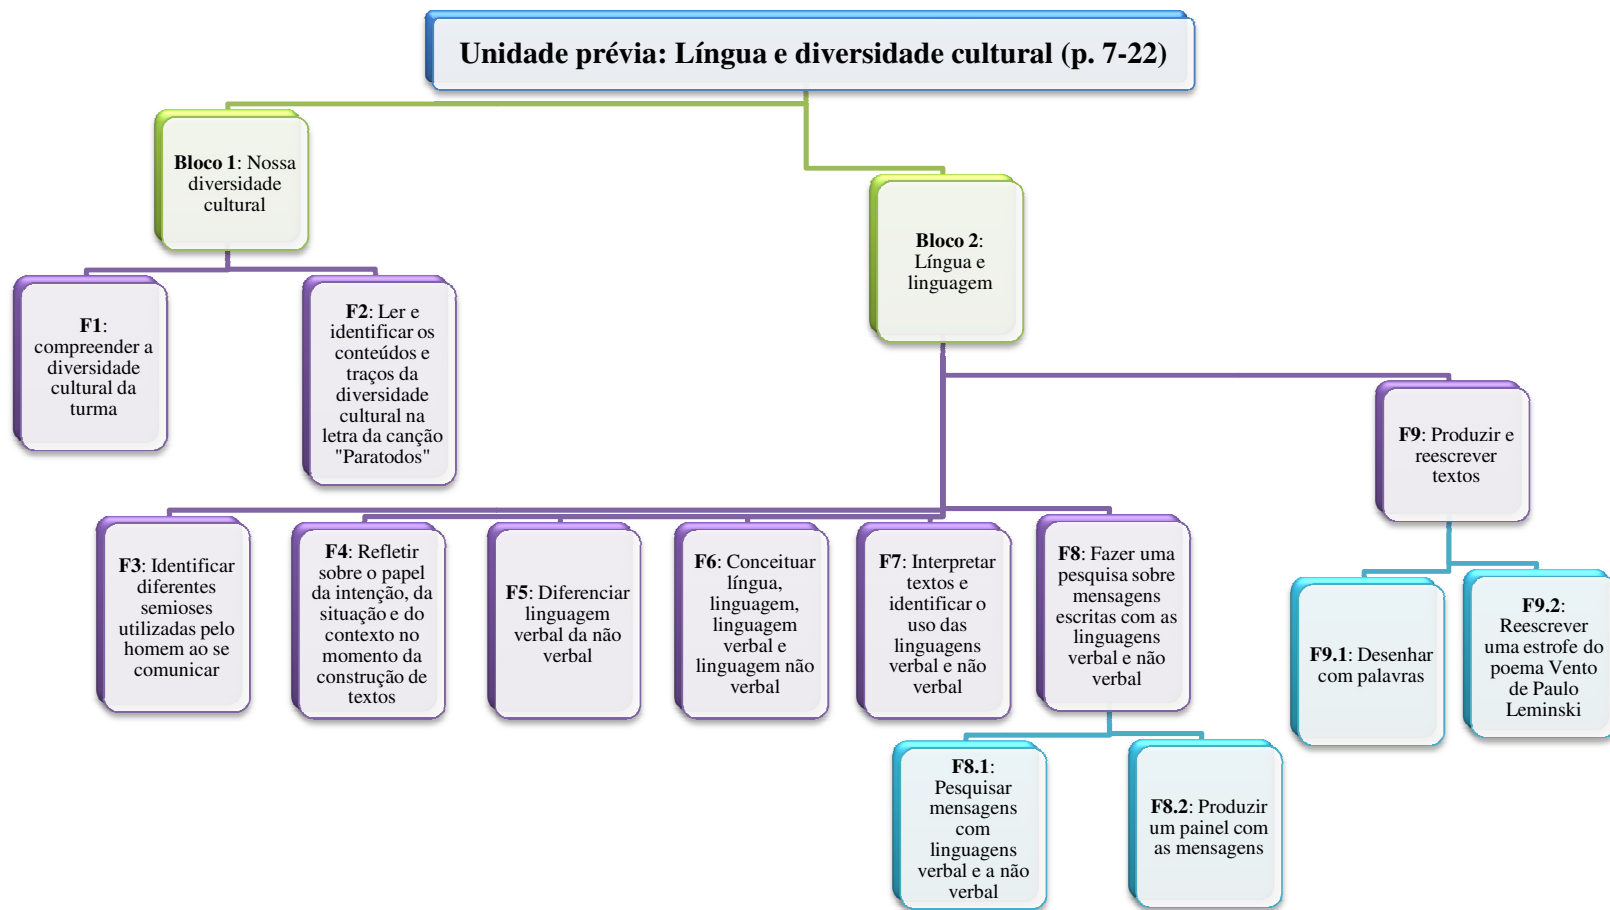 Unidade prévia: Língua e diversidade cultural (p. 7-22)
Bloco 1: Nossa
diversidade
cultural
Bloco 2:
Língua e
linguagem
F1:
compreender a
diversidade
cultural da
turma
F2: Ler e
identificar os
conteúdos e
traços da
diversidade
cultural na
letra da canção
"Paratodos"
F9: Produzir e
reescrever
textos
F3: Identificar
diferentes
semioses
utilizadas pelo
homem ao se
comunicar
F4: Refletir
sobre o papel
da intenção, da
situação e do
contexto no
momento da
construção de
textos
F5: Diferenciar
linguagem
verbal da não
verbal
F6: Conceituar
língua,
linguagem,
linguagem
verbal e
linguagem não
verbal
F7: Interpretar
textos e
identificar o
uso das
linguagens
verbal e não
verbal
F8: Fazer uma
pesquisa sobre
mensagens
escritas com as
linguagens
verbal e não
verbal
F9.1: Desenhar
com palavras
F9.2:
Reescrever
uma estrofe do
poema Vento
de Paulo
Leminski
F8.1:
Pesquisar
mensagens
com
linguagens
verbal e a não
verbal
F8.2: Produzir
um painel com
as mensagens